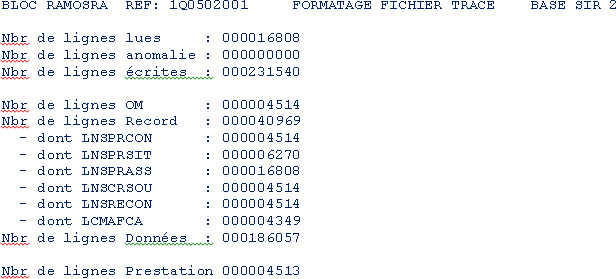 BLOC RAMOSRA  REF: 1Q0502001     FORMATAGE FICHIER TRACE    BASE SIR 2
Nbr de lignes lues     : 000016808
Nbr de lignes anomalie : 000000000
Nbr de lignes écrites  : 000231540
Nbr de lignes OM       : 000004514
Nbr de lignes Record   : 000040969
  - dont LNSPRCON      : 000004514
  - dont LNSPRSIT      : 000006270
  - dont LNSPRASS      : 000016808
  - dont LNSCRSOU      : 000004514
  - dont LNSRECON      : 000004514
  - dont LCMAFCA       : 000004349
Nbr de lignes Données  : 000186057
Nbr de lignes Prestation 000004513